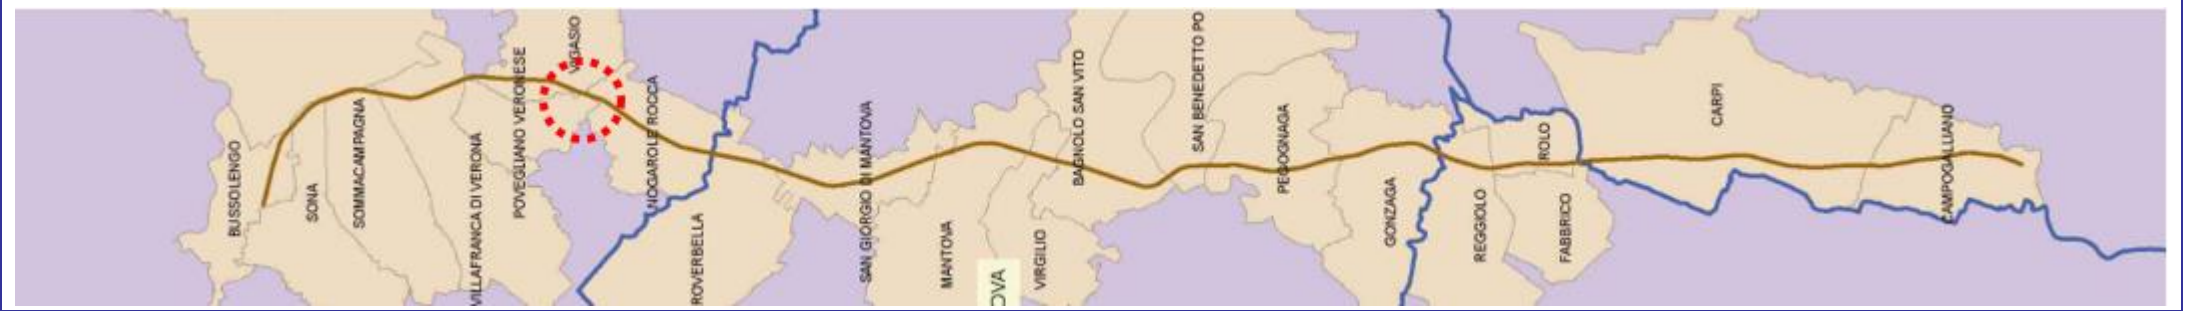 BUSSOLENGO
SONA
SOMMACAMPAGNA
VILLAFRANCA DI VERONA
POVEGLIANO VERONESE
VIGASIO
NOGAROLE ROCCA
ROVERBELLA
SAN GIORGIO DI MANTOVA
MANTOVA
OVA
VIRGILIO
BAGNOLO SAN VITO
SAN BENEDETTO PO
PEGOGNAGA
GONZAGA
REGGIOLO
ROLO
FABBRICO
CARPI
CAMPOGALLIANO